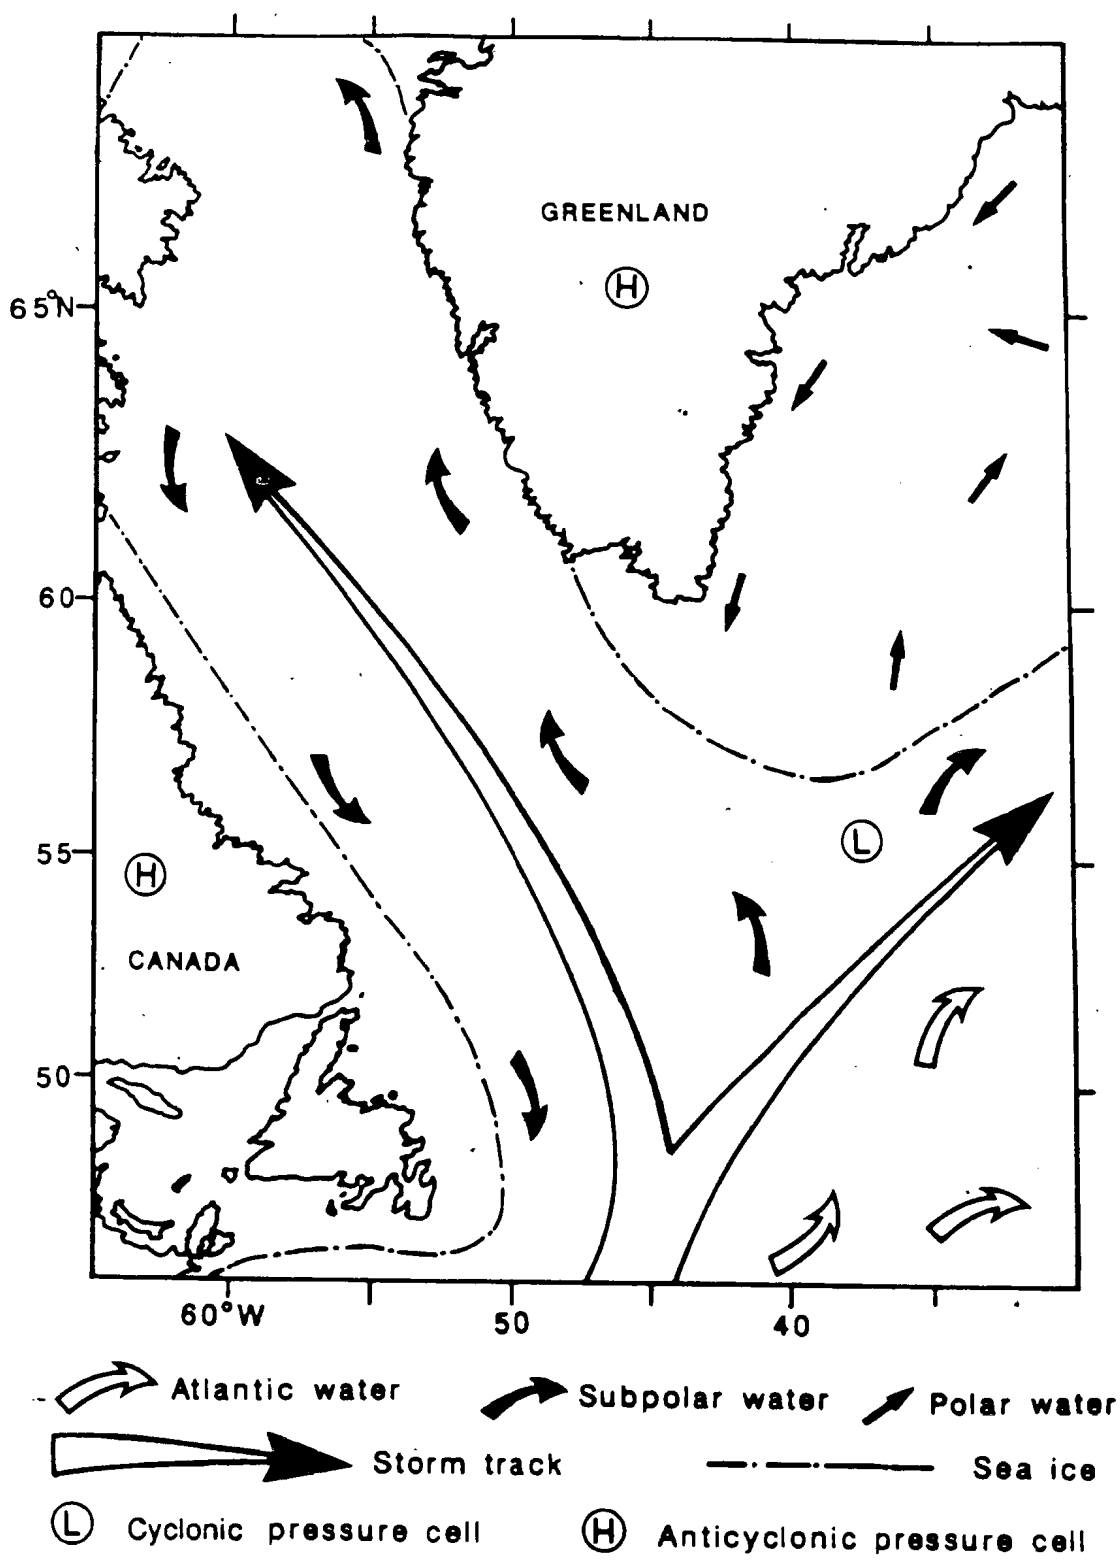 GREENLAND
H
65°N
60
L
55
H
CANADA
50
60°W
50
40
Atlantic water
Subpolar water
Polar water
Storm track
Sea ice
L Cyclonic pressure cell
H Anticyclonic pressure cell